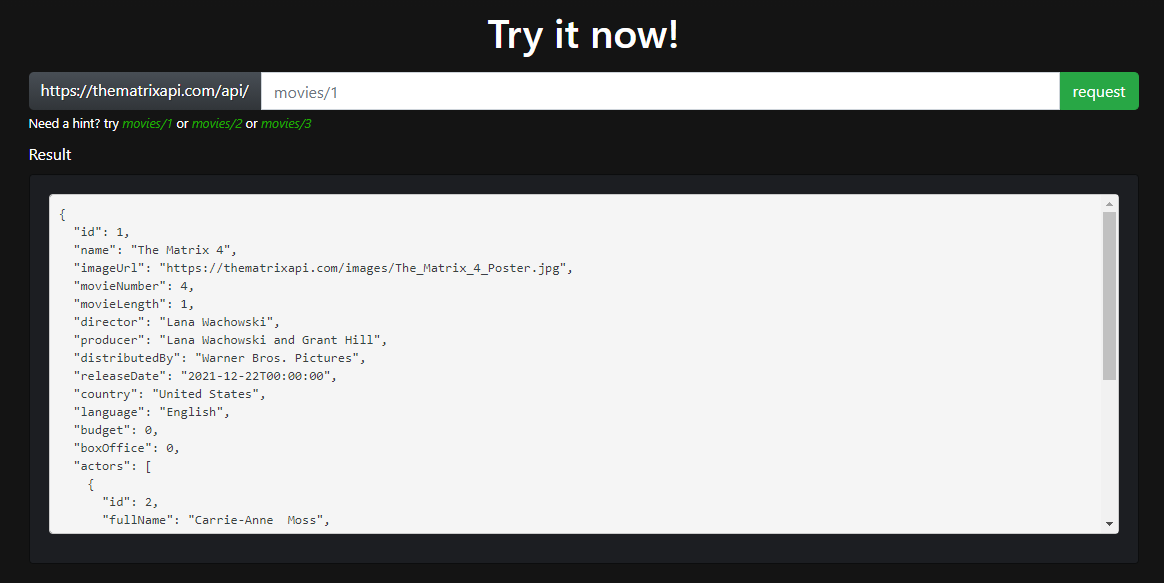 Try it now!
https://thematrixapi.com/api/ movies/1 request
Need a hint? try movies/1 or movies/2 or movies/3
Result
{
  "id": 1,
  "name": "The Matrix 4",
  "imageUrl": "https://thematrixapi.com/images/The_Matrix_4_Poster.jpg",
  "movieNumber": 4,
  "movieLength": 1,
  "director": "Lana Wachowski",
  "producer": "Lana Wachowski and Grant Hill",
  "distributedBy": "Warner Bros. Pictures",
  "releaseDate": "2021-12-22T00:00:00",
  "country": "United States",
  "language": "English",
  "budget": 0,
  "boxOffice": 0,
  "actors": [
    {
      "id": 2,
      "fullName": "Carrie-Anne  Moss",